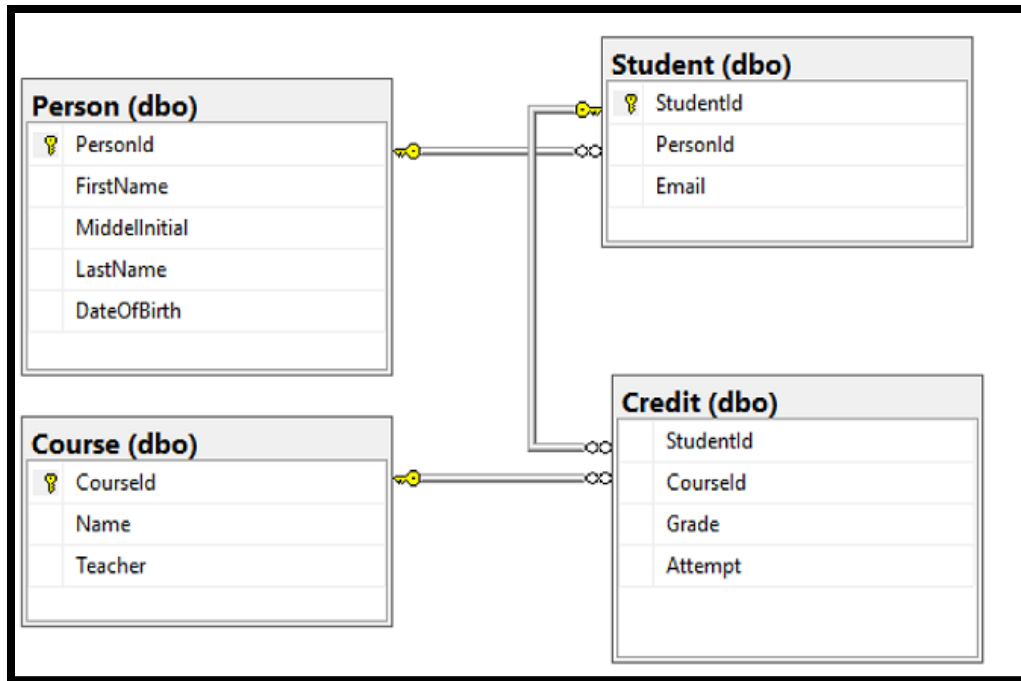 Person (dbo)
PersonId
FirstName
MiddelInitial
LastName
DateOfBirth
Student (dbo)
StudentId
PersonId
Email
Course (dbo)
CourseId
Name
Teacher
Credit (dbo)
StudentId
CourseId
Grade
Attempt